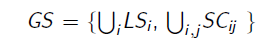 GS = {⋃ᵢLSᵢ, ⋃ᵢ,ⱼSCᵢⱼ }